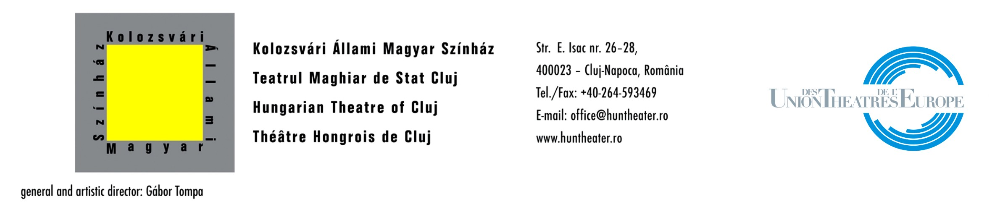 Kolozsvári
Állami
Magyar
Színház
Kolozsvári Állami Magyar Színház
Teatrul Maghiar de Stat Cluj
Hungarian Theatre of Cluj
Théâtre Hongrois de Cluj
Str. E. Isac nr. 26–28,
400023 – Cluj-Napoca, România
Tel./Fax: +40-264-593469
E-mail: office@huntheater.ro
www.huntheater.ro
UNION DES THEATRES DE L'EUROPE
general and artistic director: Gábor Tompa